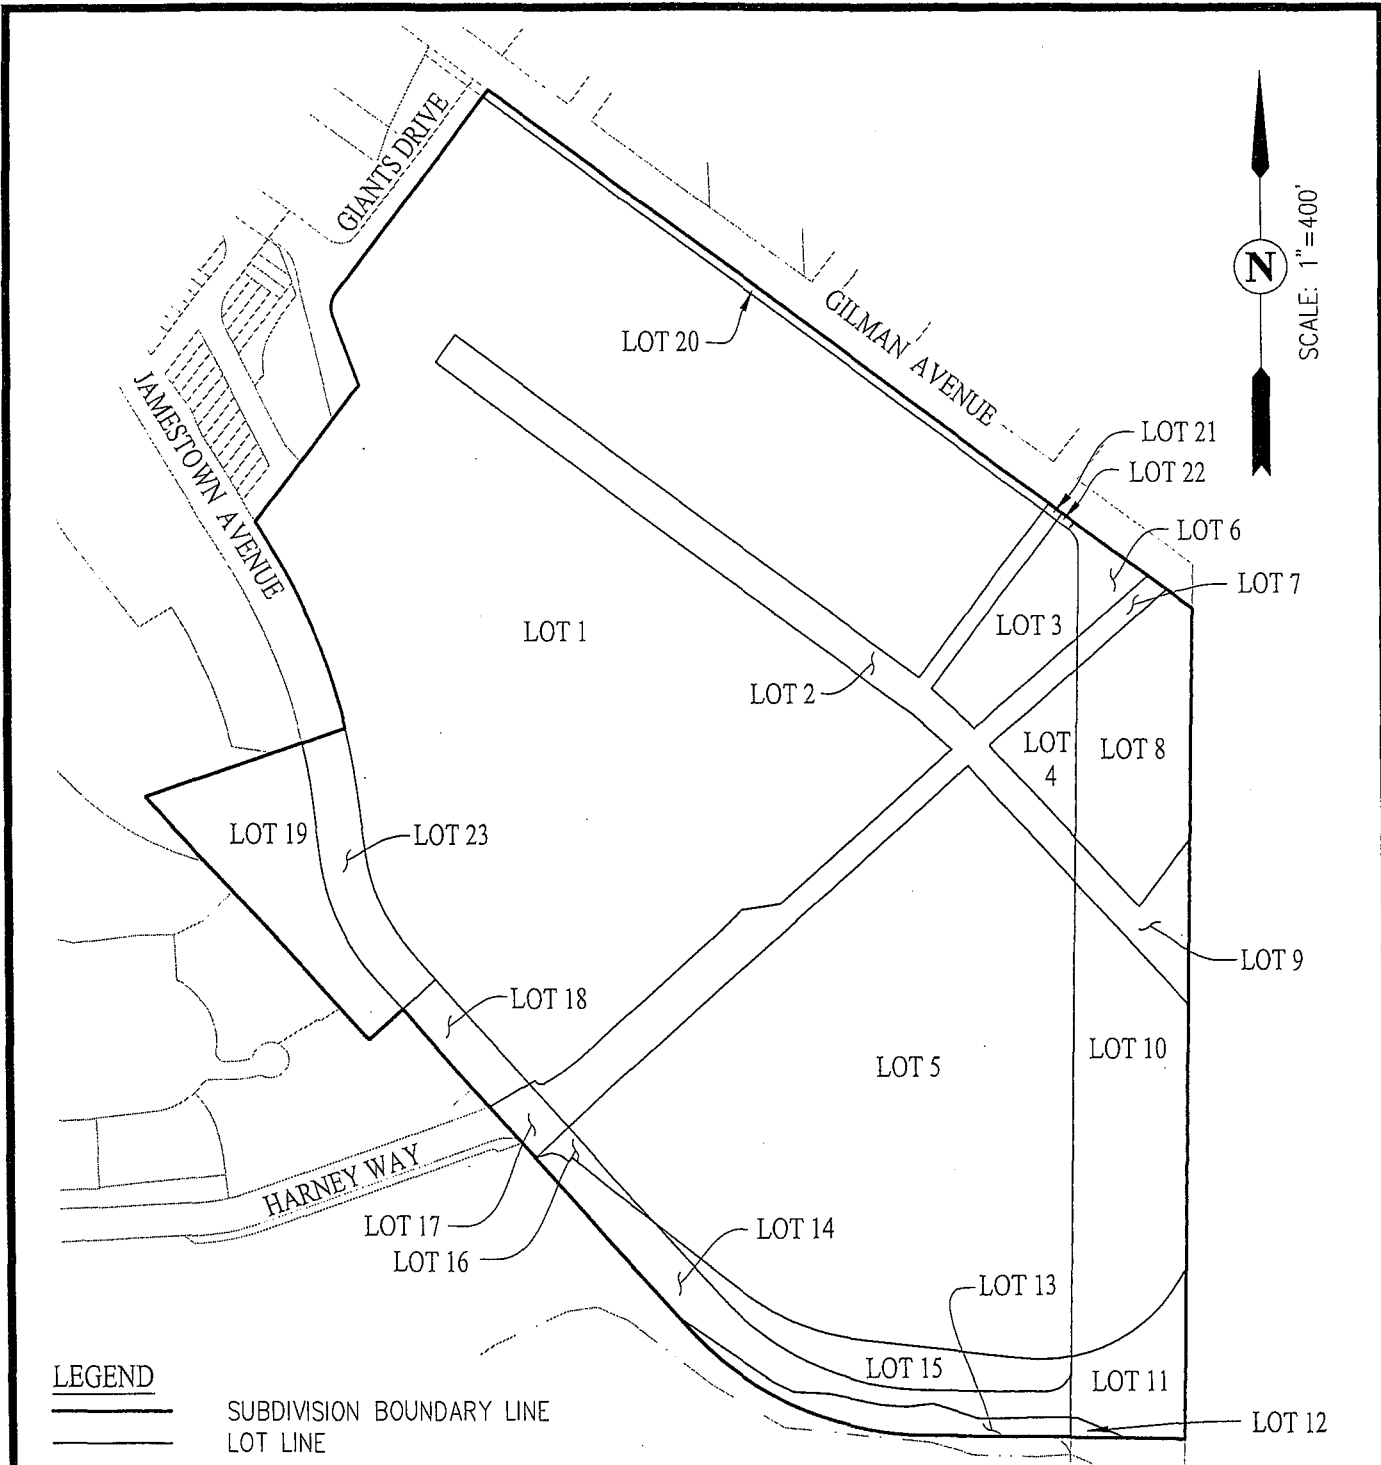 GIANTS DRIVE
N
SCALE: 1"=400'
LOT 20
GILMAN AVENUE
JAMESTOWN AVENUE
LOT 21
LOT 22
LOT 6
LOT 7
LOT 3
LOT 1
LOT 2
LOT
4
LOT 8
LOT 19
LOT 23
LOT 9
LOT 18
LOT 10
LOT 5
HARNEY WAY
LOT 17
LOT 16
LOT 14
LOT 13
LOT 15
LOT 11
LOT 12
LEGEND
SUBDIVISION BOUNDARY LINE
LOT LINE